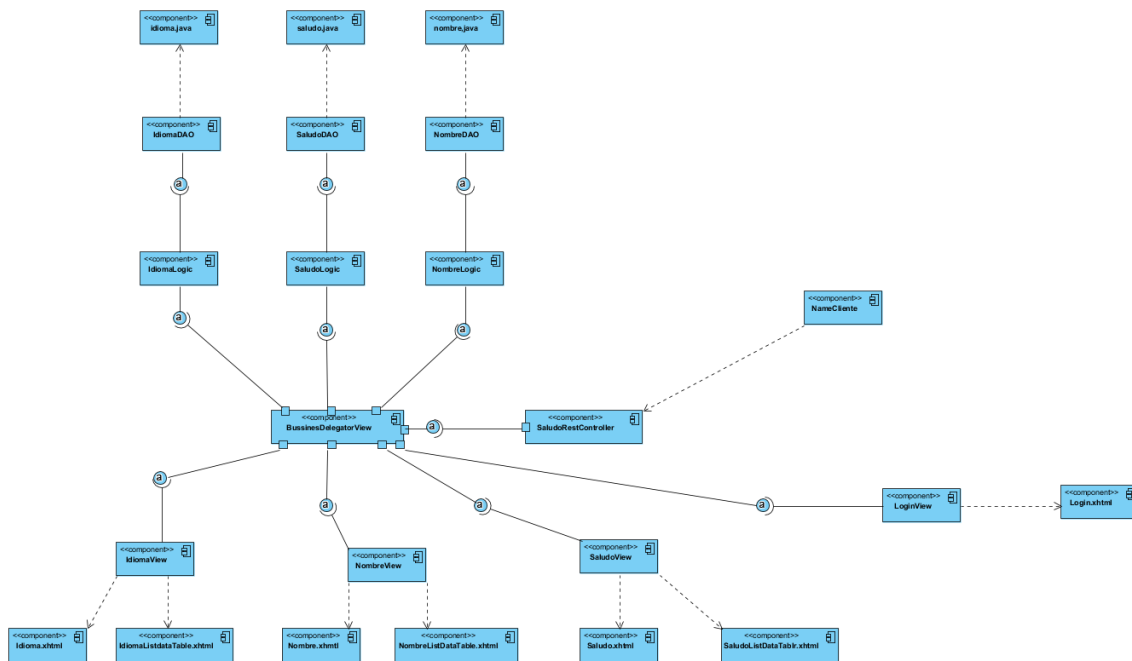 <<component>>
idioma.java
<<component>>
saludo.java
<<component>>
nombre.java
<<component>>
IdiomaDAO
<<component>>
SaludoDAO
<<component>>
NombreDAO
a
a
a
<<component>>
IdiomaLogic
<<component>>
SaludoLogic
<<component>>
NombreLogic
<<component>>
NameCliente
a
a
a
<<component>>
BussinesDelegatorView
a
<<component>>
SaludoRestController
a
a
a
a
<<component>>
LoginView
<<component>>
Login.xhtml
<<component>>
IdiomaView
<<component>>
NombreView
<<component>>
SaludoView
<<component>>
Idioma.xhtml
<<component>>
IdiomaListdataTable.xhtml
<<component>>
Nombre.xhmtl
<<component>>
NombreListDataTable.xhtml
<<component>>
Saludo.xhtml
<<component>>
SaludoListDataTablr.xhtml